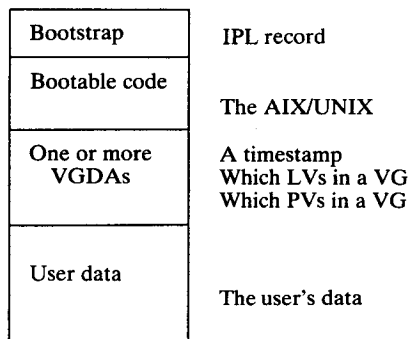 Bootstrap
IPL record
Bootable code
The AIX/UNIX
One or more
VGDAs
A timestamp
Which LVs in a VG
Which PVs in a VG
User data
The user's data